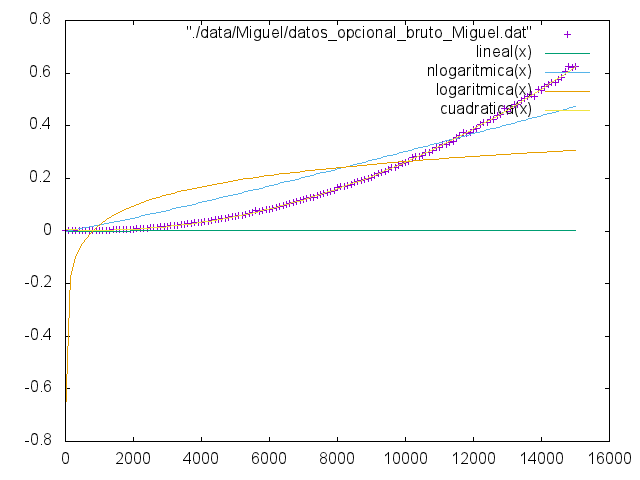 "./data/Miguel/datos_opcional_bruto_Miguel.dat"
lineal(x)
nlogaritmica(x)
logaritmica(x)
cuadratica(x)
0.8
0.6
0.4
0.2
0
-0.2
-0.4
-0.6
-0.8
0 2000 4000 6000 8000 10000 12000 14000 16000